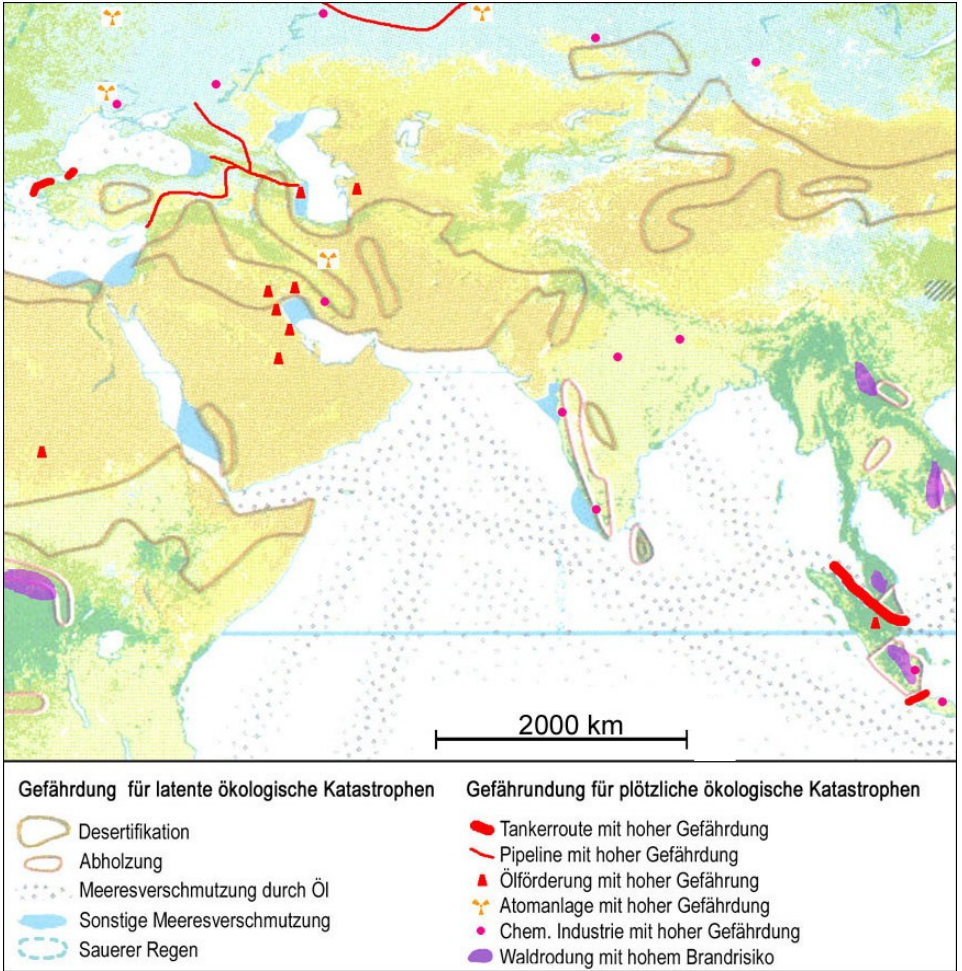 2000 km
Gefährdung für latente ökologische Katastrophen
Desertifikation
Abholzung
Meeresverschmutzung durch Öl
Sonstige Meeresverschmutzung
Sauerer Regen
Gefährundung für plötzliche ökologische Katastrophen
Tankerroute mit hoher Gefährdung
Pipeline mit hoher Gefährdung
Ölförderung mit hoher Gefährung
Atomanlage mit hoher Gefährdung
Chem. Industrie mit hoher Gefährdung
Waldrodung mit hohem Brandrisiko